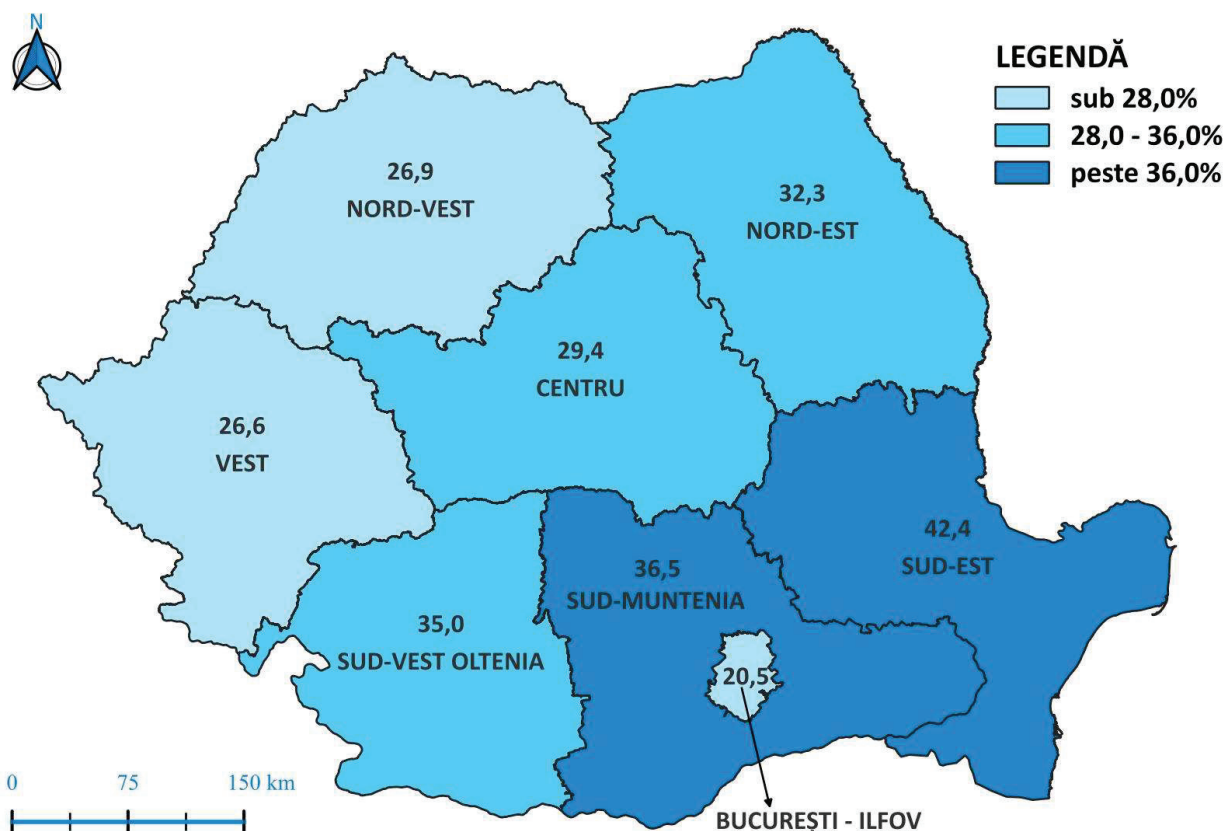 N
LEGENDĂ
sub 28,0%
28,0 - 36,0%
peste 36,0%
26,9
NORD-VEST
32,3
NORD-EST
29,4
CENTRU
26,6
VEST
42,4
SUD-EST
36,5
SUD-MUNTENIA
35,0
SUD-VEST OLTENIA
20,5
0 75 150 km
BUCUREȘTI - ILFOV